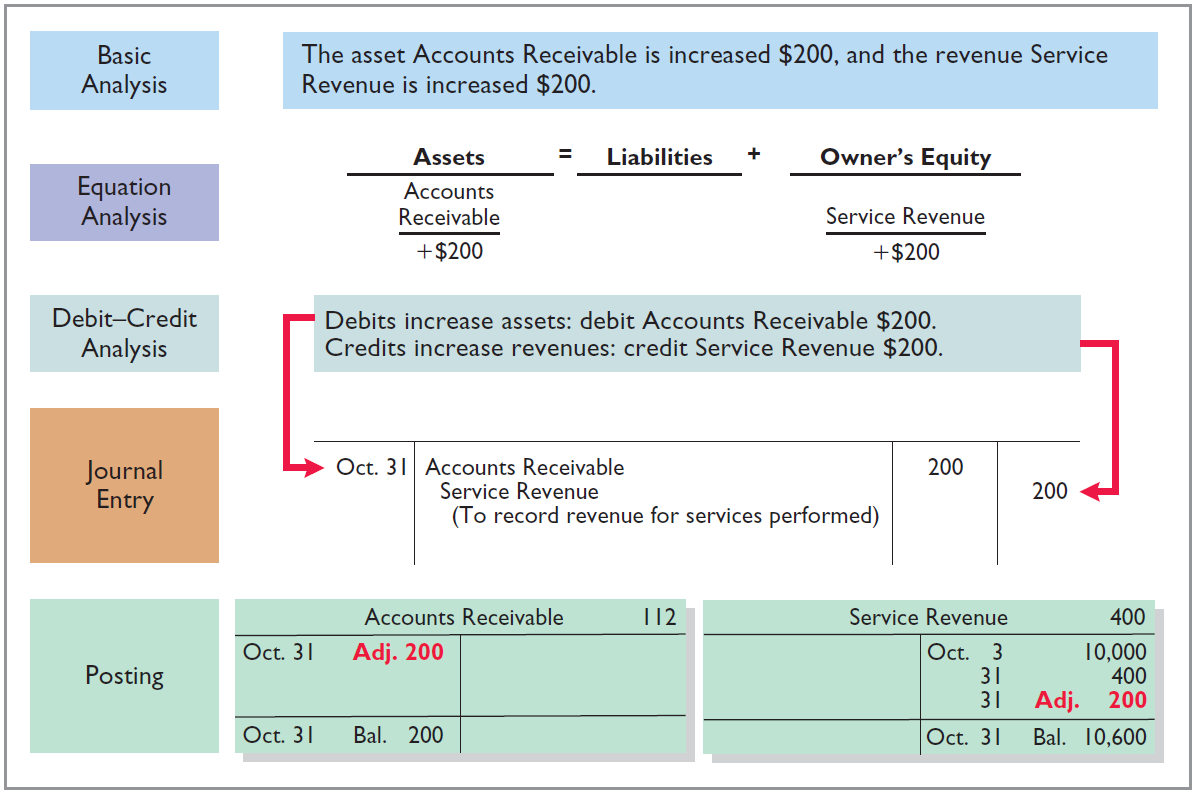 Basic
Analysis
The asset Accounts Receivable is increased $200, and the revenue Service
Revenue is increased $200.
Equation
Analysis
Assets = Liabilities + Owner’s Equity
Accounts
Receivable
Service Revenue
+$200
+$200
Debit–Credit
Analysis
Debits increase assets: debit Accounts Receivable $200.
Credits increase revenues: credit Service Revenue $200.
Journal
Entry
Oct. 31 Accounts Receivable 200
Service Revenue 200
(To record revenue for services performed)
Posting
Accounts Receivable 112
Oct. 31 Adj. 200
Oct. 31 Bal. 200
Service Revenue 400
Oct. 3 10,000
31 400
31 Adj. 200
Oct. 31 Bal. 10,600